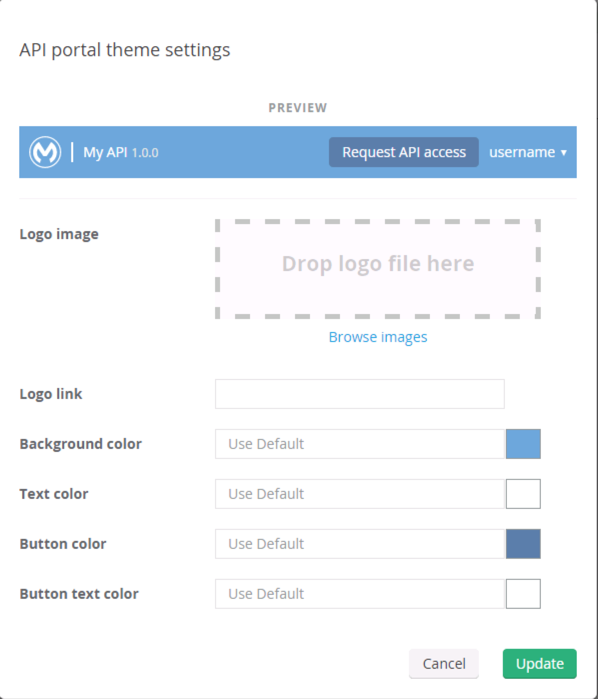 API portal theme settings
PREVIEW
My API 1.0.0 Request API access username
Logo image
Drop logo file here
Browse images
Logo link
Background color Use Default
Text color Use Default
Button color Use Default
Button text color Use Default
Cancel Update